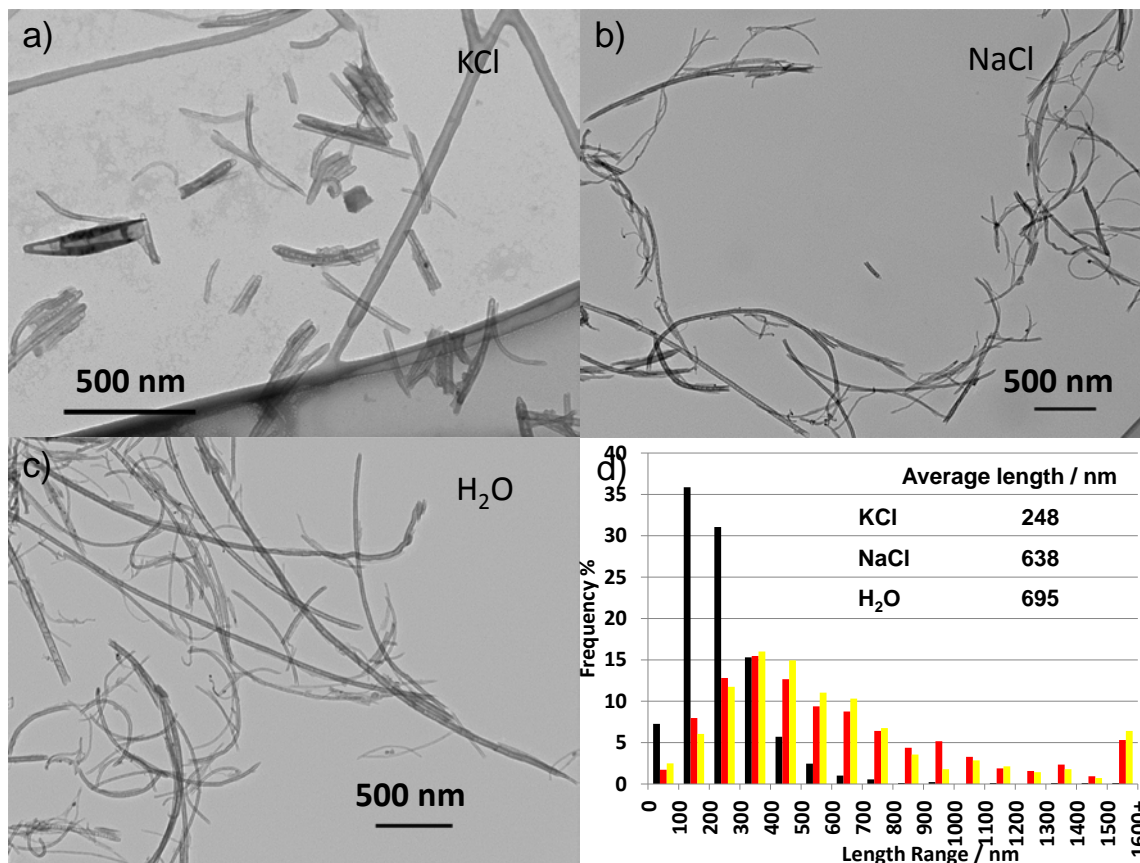 a)
KCl
500 nm
b)
NaCl
500 nm
c)
H₂O
500 nm
d)
Average length / nm
KCl 248
NaCl 638
H₂O 695
Frequency %
40
35
30
25
20
15
10
5
0
0 100 200 300 400 500 600 700 800 900 1000 1100 1200 1300 1400 1500 1600+
Length Range / nm